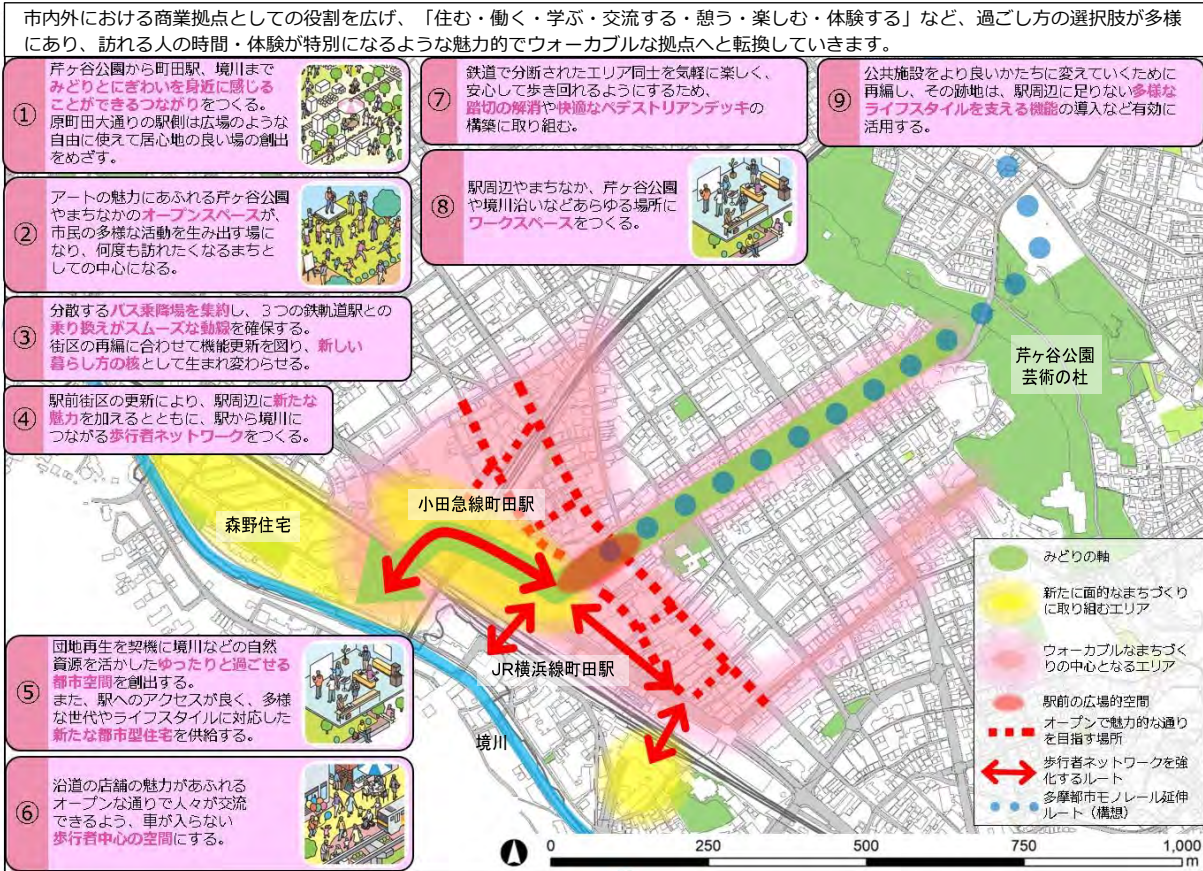 市内外における商業拠点としての役割を広げ、「住む・働く・学ぶ・交流する・憩う・楽しむ・体験する」など、過ごし方の選択肢が多様
にあり、訪れる人の時間・体験が特別になるような魅力的でウォーカブルな拠点へと転換していきます。
①
芹ヶ谷公園から町田駅、境川まで
みどりとにぎわいを身近に感じる
ことができるつながりをつくる。
原町田大通りの駅側は広場のような
自由に使えて居心地の良い場の創出
をめざす。
②
アートの魅力にあふれる芹ヶ谷公園
やまちなかのオープンスペースが、
市民の多様な活動を生み出す場に
なり、何度も訪れたくなるまちと
しての中心になる。
③
分散するバス乗降場を集約し、３つの鉄軌道駅との
乗り換えがスムーズな動線を確保する。
街区の再編に合わせて機能更新を図り、新しい
暮らし方の核として生まれ変わらせる。
④
駅前街区の更新により、駅周辺に新たな
魅力を加えるとともに、駅から境川に
つながる歩行者ネットワークをつくる。
⑤
団地再生を契機に境川などの自然
資源を活かしたゆったりと過ごせる
都市空間を創出する。
また、駅へのアクセスが良く、多様
な世代やライフスタイルに対応した
新たな都市型住宅を供給する。
⑥
沿道の店舗の魅力があふれる
オープンな通りで人々が交流
できるよう、車が入らない
歩行者中心の空間にする。
⑦
鉄道で分断されたエリア同士を気軽に楽しく、
安心して歩き回れるようにするため、
踏切の解消や快適なペデストリアンデッキの
構築に取り組む。
⑧
駅周辺やまちなか、芹ヶ谷公園
や境川沿いなどあらゆる場所に
ワークスペースをつくる。
⑨
公共施設をより良いかたちに変えていくために
再編し、その跡地は、駅周辺に足りない多様な
ライフスタイルを支える機能の導入など有効に
活用する。
芹ヶ谷公園
芸術の杜
小田急線町田駅
森野住宅
JR横浜線町田駅
境川
みどりの軸
新たに面的なまちづくり
に取り組むエリア
ウォーカブルなまちづく
りの中心となるエリア
駅前の広場的空間
オープンで魅力的な通り
を目指す場所
歩行者ネットワークを強
化するルート
多摩都市モノレール延伸
ルート（構想）
0 250 500 750 1,000
m